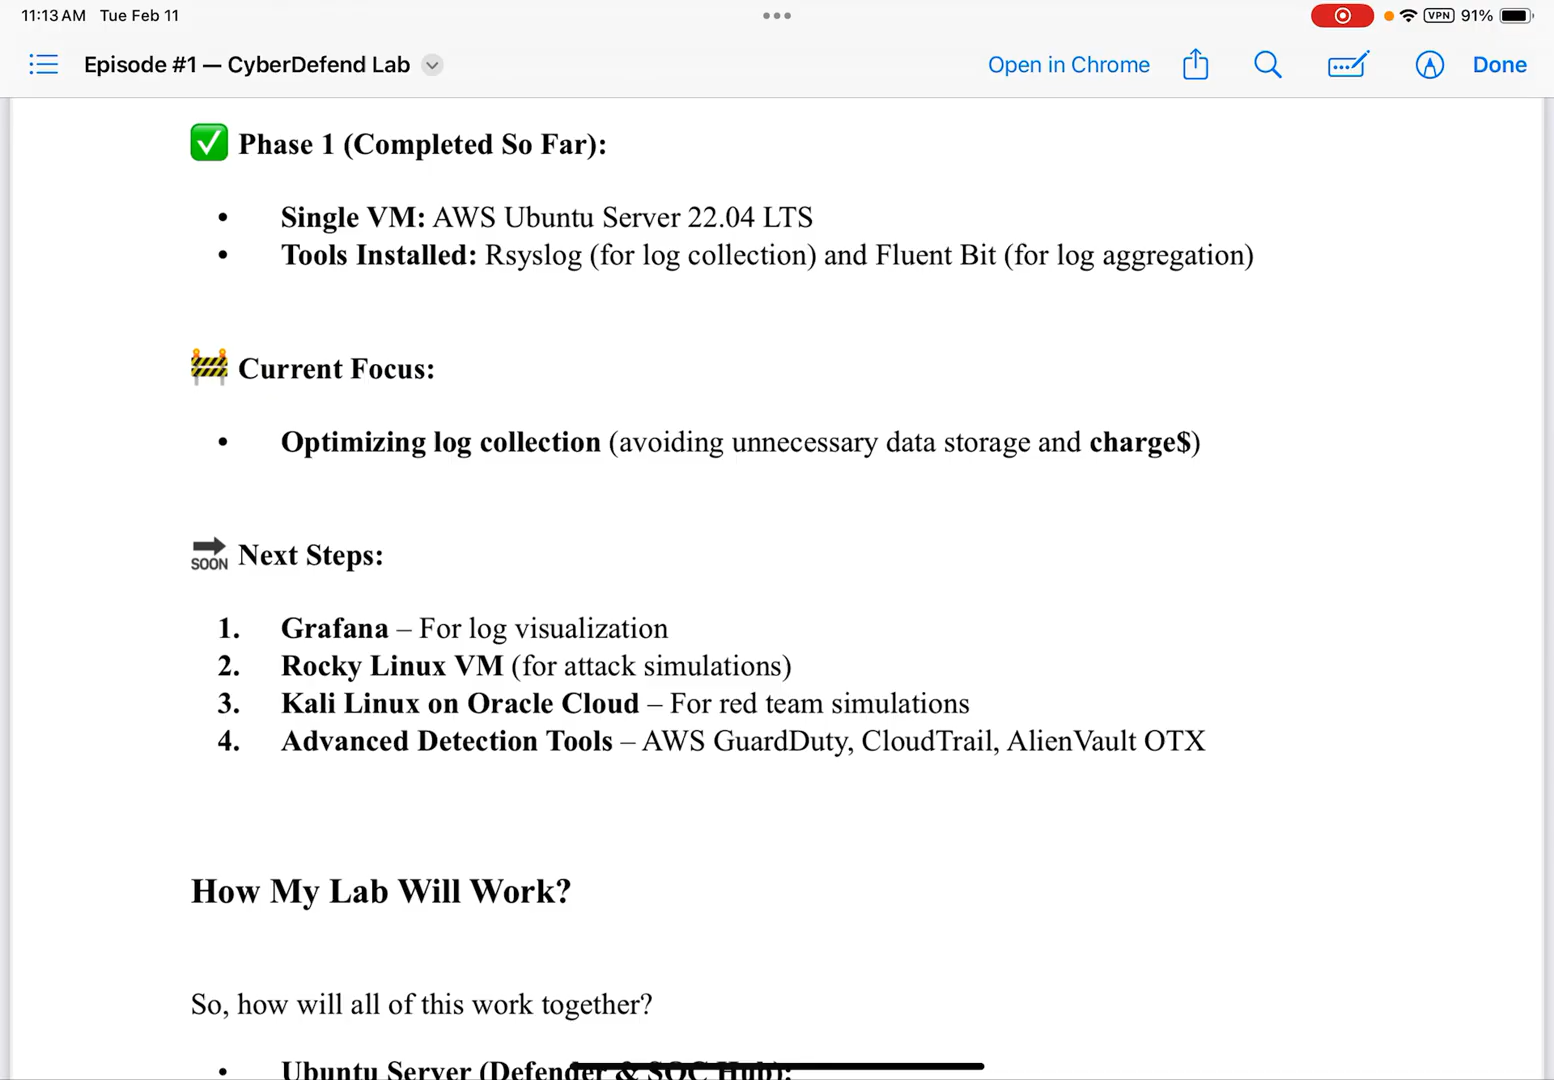 11:13 AM Tue Feb 11
VPN 91%
Episode #1 — CyberDefend Lab
Open in Chrome
Done
Phase 1 (Completed So Far):
• Single VM: AWS Ubuntu Server 22.04 LTS
• Tools Installed: Rsyslog (for log collection) and Fluent Bit (for log aggregation)
Current Focus:
• Optimizing log collection (avoiding unnecessary data storage and charge$)
SOON Next Steps:
1. Grafana – For log visualization
2. Rocky Linux VM (for attack simulations)
3. Kali Linux on Oracle Cloud – For red team simulations
4. Advanced Detection Tools – AWS GuardDuty, CloudTrail, AlienVault OTX
How My Lab Will Work?
So, how will all of this work together?
• Ubuntu Server (Defender & SOC Hub):